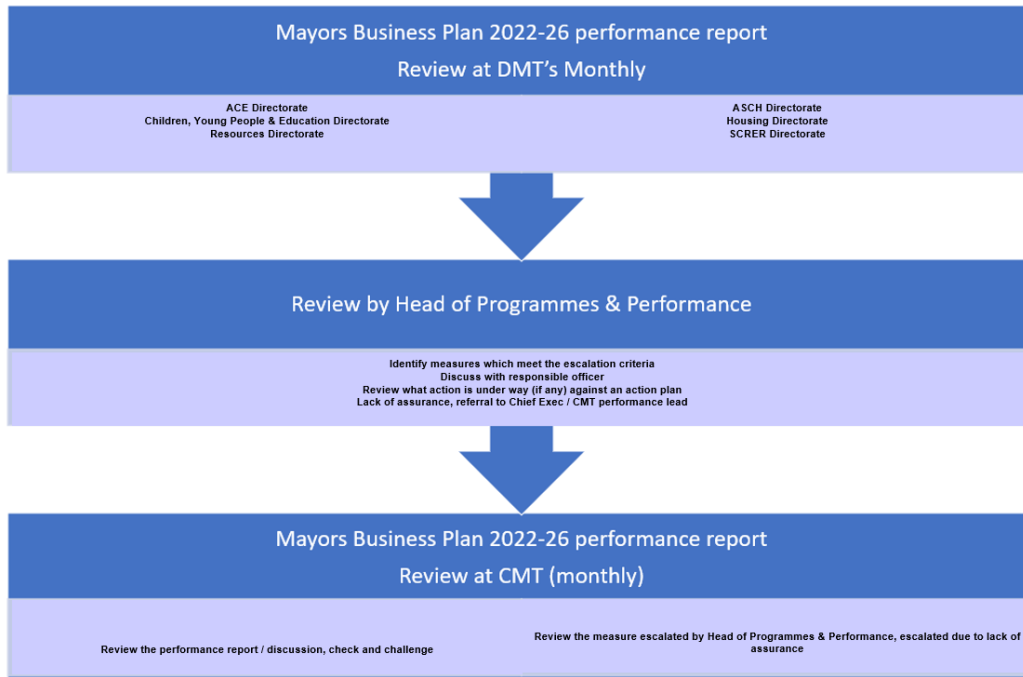 Mayors Business Plan 2022-26 performance report
Review at DMT's Monthly
ACE Directorate
Children, Young People & Education Directorate
Resources Directorate
ASCH Directorate
Housing Directorate
SCRER Directorate
Review by Head of Programmes & Performance
Identify measures which meet the escalation criteria
Discuss with responsible officer
Review what action is under way (if any) against an action plan
Lack of assurance, referral to Chief Exec / CMT performance lead
Mayors Business Plan 2022-26 performance report
Review at CMT (monthly)
Review the performance report / discussion, check and challenge
Review the measure escalated by Head of Programmes & Performance, escalated due to lack of
assurance